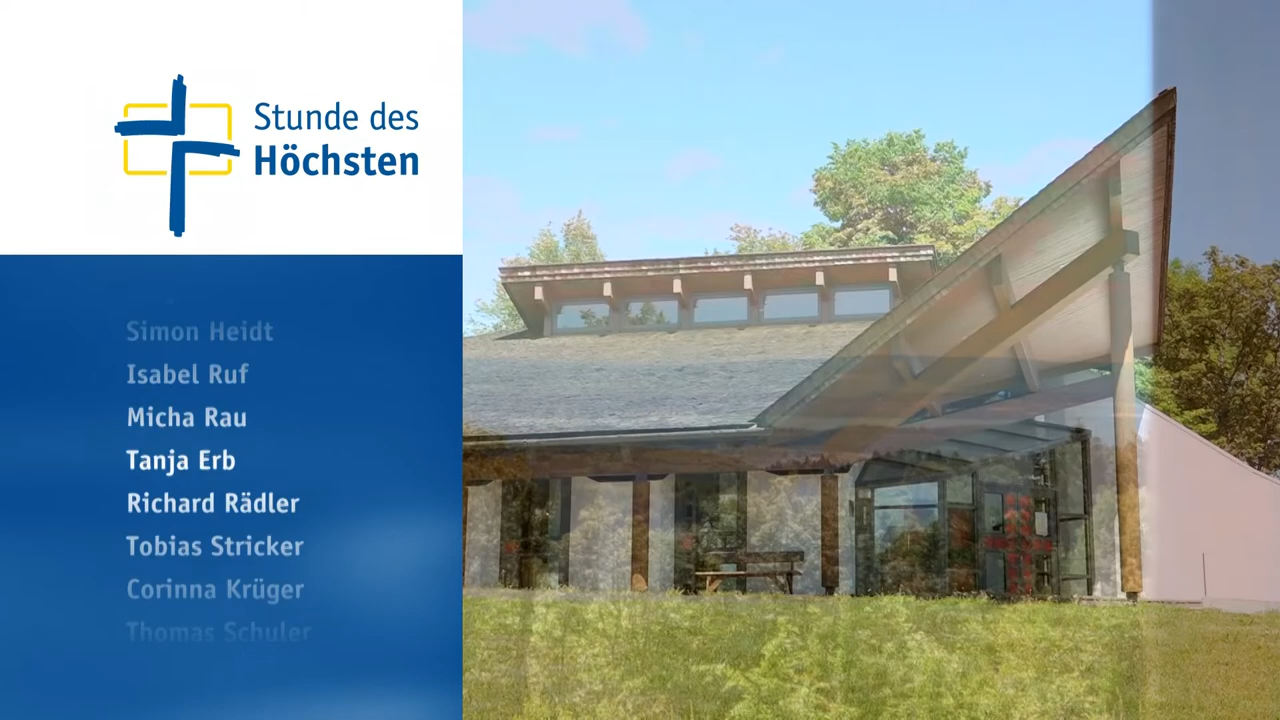 Stunde des
Höchsten
Simon Heidt
Isabel Ruf
Micha Rau
Tanja Erb
Richard Rädler
Tobias Stricker
Corinna Krüger
Thomas Schuler